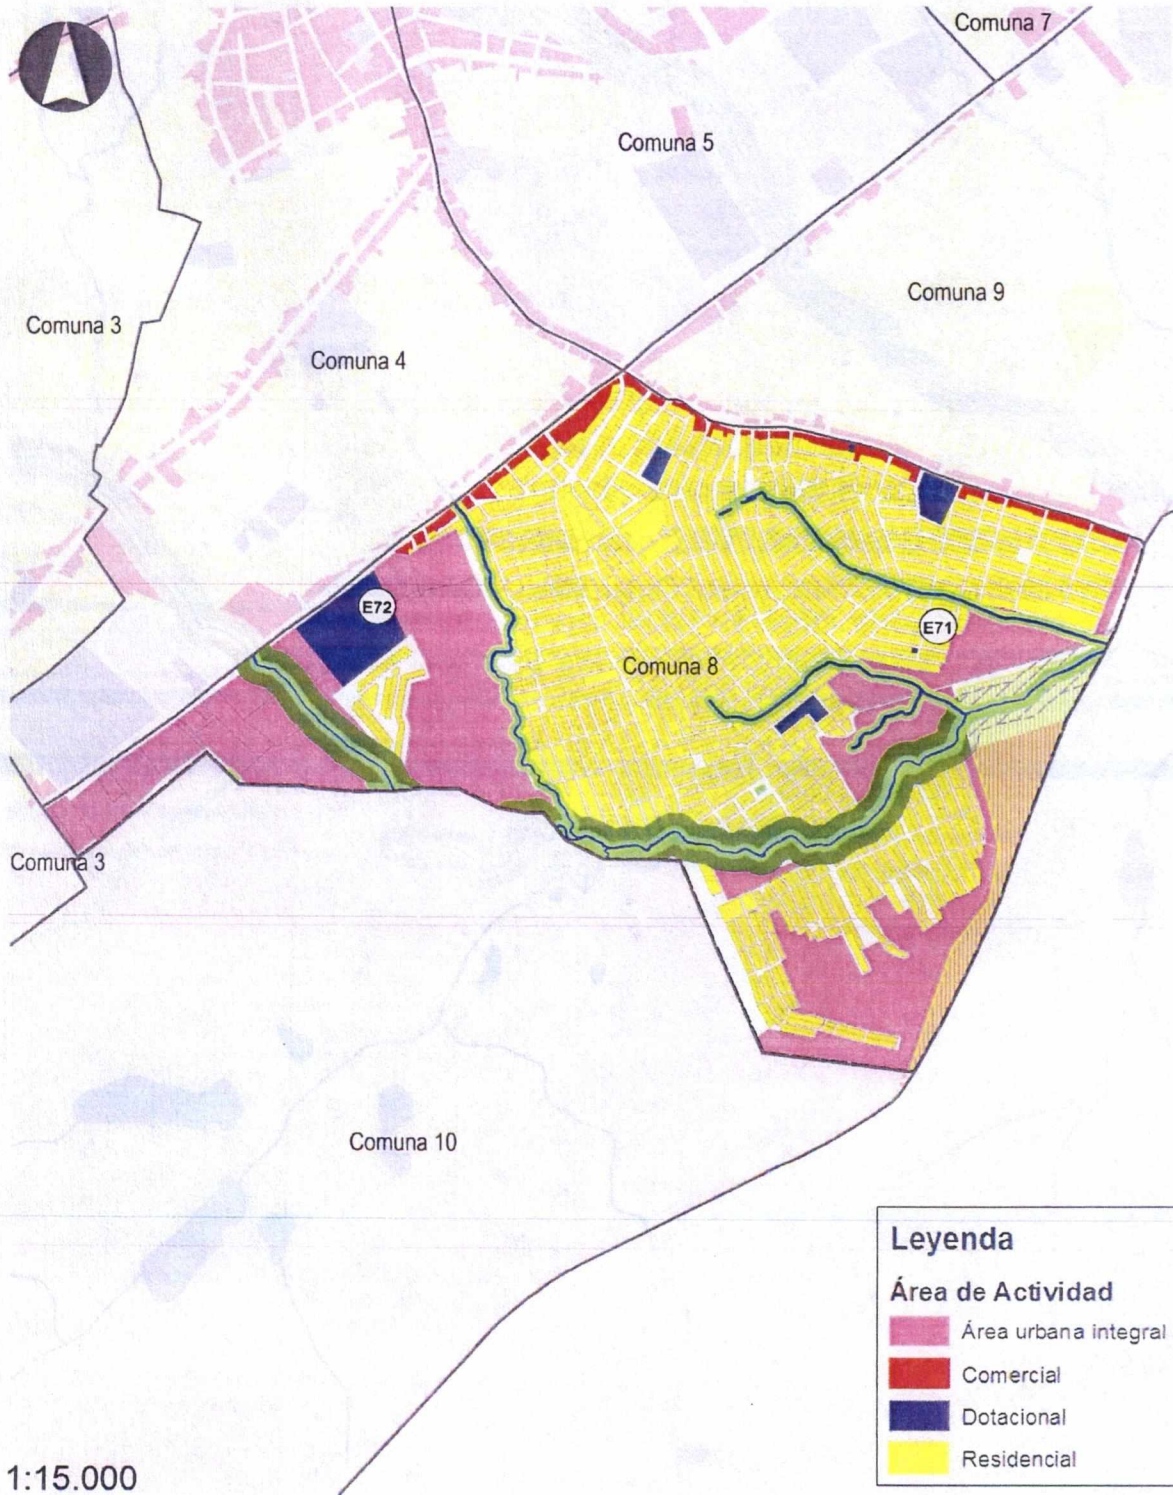 Comuna 7
Comuna 5
Comuna 9
Comuna 3
Comuna 4
E72
E71
Comuna 8
Comuna 3
Comuna 10
Leyenda
Área de Actividad
Área urbana integral
Comercial
Dotacional
Residencial
1:15.000